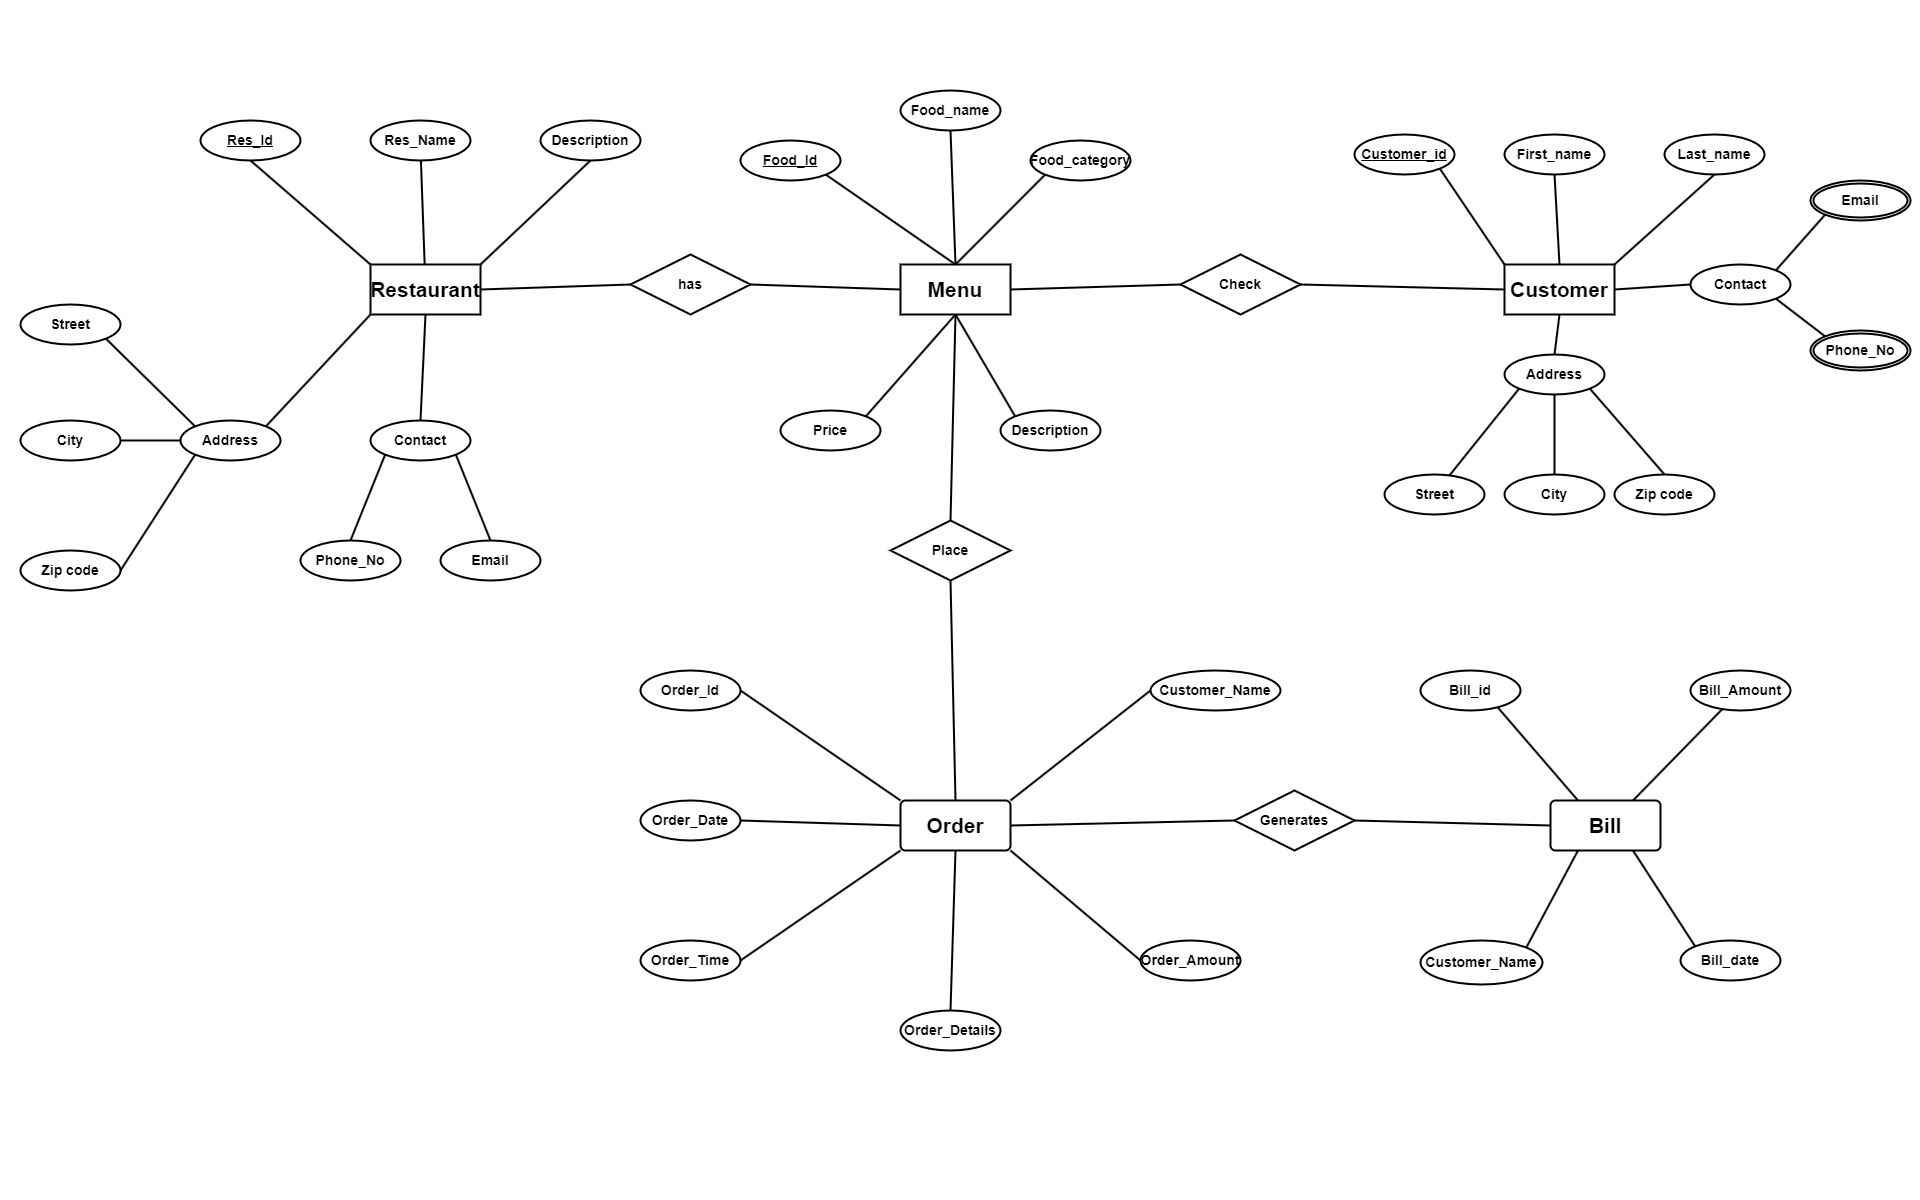 Food_name
Res_Id
Res_Name
Description
Food_Id
Food_category
Customer_id
First_name
Last_name
Email
Restaurant
has
Menu
Check
Customer
Contact
Street
Phone_No
Address
City
Address
Contact
Price
Description
Street
City
Zip code
Zip code
Phone_No
Email
Place
Order_Id
Customer_Name
Bill_id
Bill_Amount
Order_Date
Order
Generates
Bill
Order_Time
Order_Amount
Customer_Name
Bill_date
Order_Details